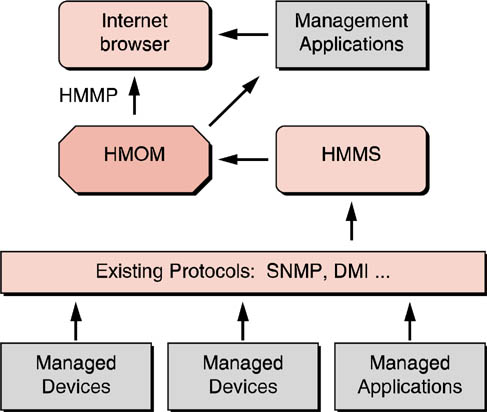 Internet
browser
Management
Applications
HMMP
HMOM
HMMS
Existing Protocols: SNMP, DMI ...
Managed
Devices
Managed
Devices
Managed
Applications